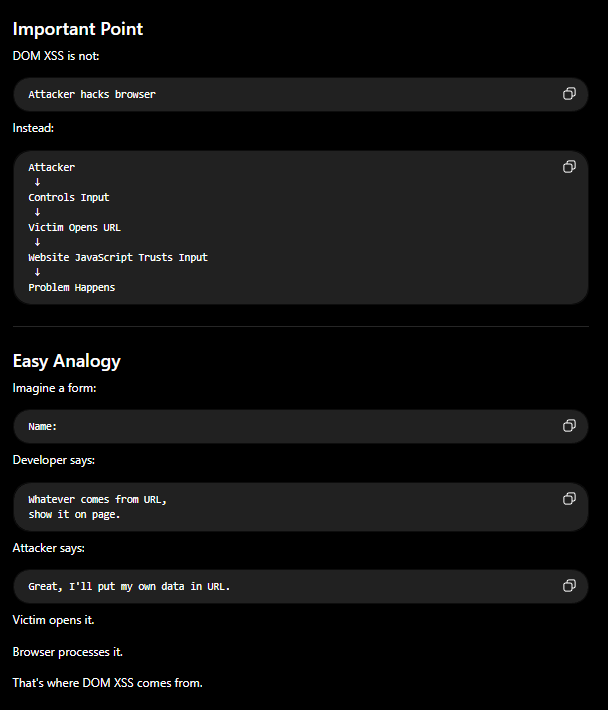 Important Point
DOM XSS is not:
Attacker hacks browser
Instead:
Attacker
↓
Controls Input
↓
Victim Opens URL
↓
Website JavaScript Trusts Input
↓
Problem Happens
Easy Analogy
Imagine a form:
Name:
Developer says:
Whatever comes from URL,
show it on page.
Attacker says:
Great, I'll put my own data in URL.
Victim opens it.
Browser processes it.
That's where DOM XSS comes from.